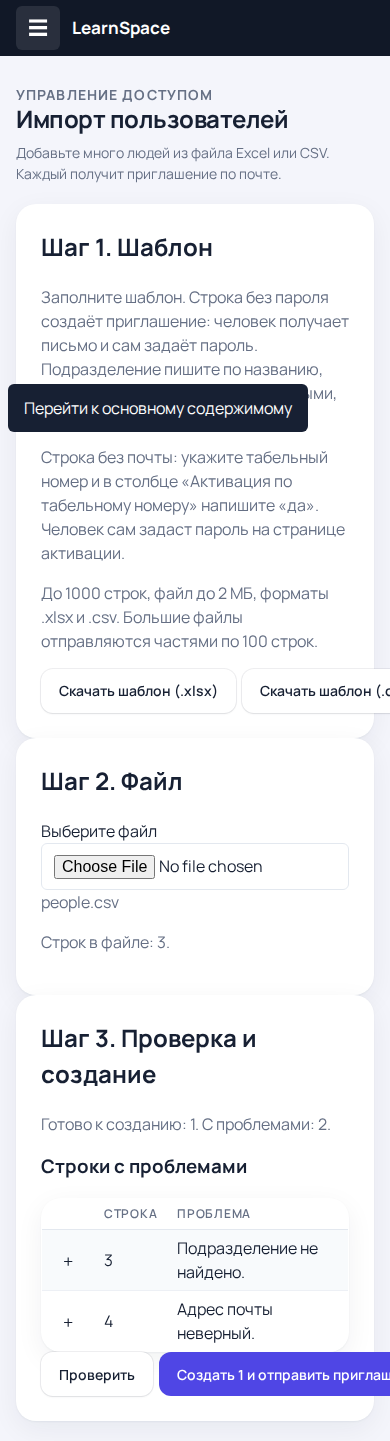 ☰ LearnSpace
УПРАВЛЕНИЕ ДОСТУПОМ
Импорт пользователей
Добавьте много людей из файла Excel или CSV.
Каждый получит приглашение по почте.
Шаг 1. Шаблон
Заполните шаблон. Строка без пароля
создаёт приглашение: человек получает
письмо и сам задаёт пароль.
Подразделение пишите по названию,
Перейти к основному содержимому
Строка без почты: укажите табельный
номер и в столбце «Активация по
табельному номеру» напишите «да».
Человек сам задаст пароль на странице
активации.
До 1000 строк, файл до 2 МБ, форматы
.xlsx и .csv. Большие файлы
отправляются частями по 100 строк.
Скачать шаблон (.xlsx) Скачать шаблон
Шаг 2. Файл
Выберите файл
Choose File No file chosen
people.csv
Строк в файле: 3.
Шаг 3. Проверка и
создание
Готово к созданию: 1. С проблемами: 2.
Строки с проблемами
СТРОКА ПРОБЛЕМА
+ 3 Подразделение не
найдено.
+ 4 Адрес почты
неверный.
Проверить Создать 1 и отправить